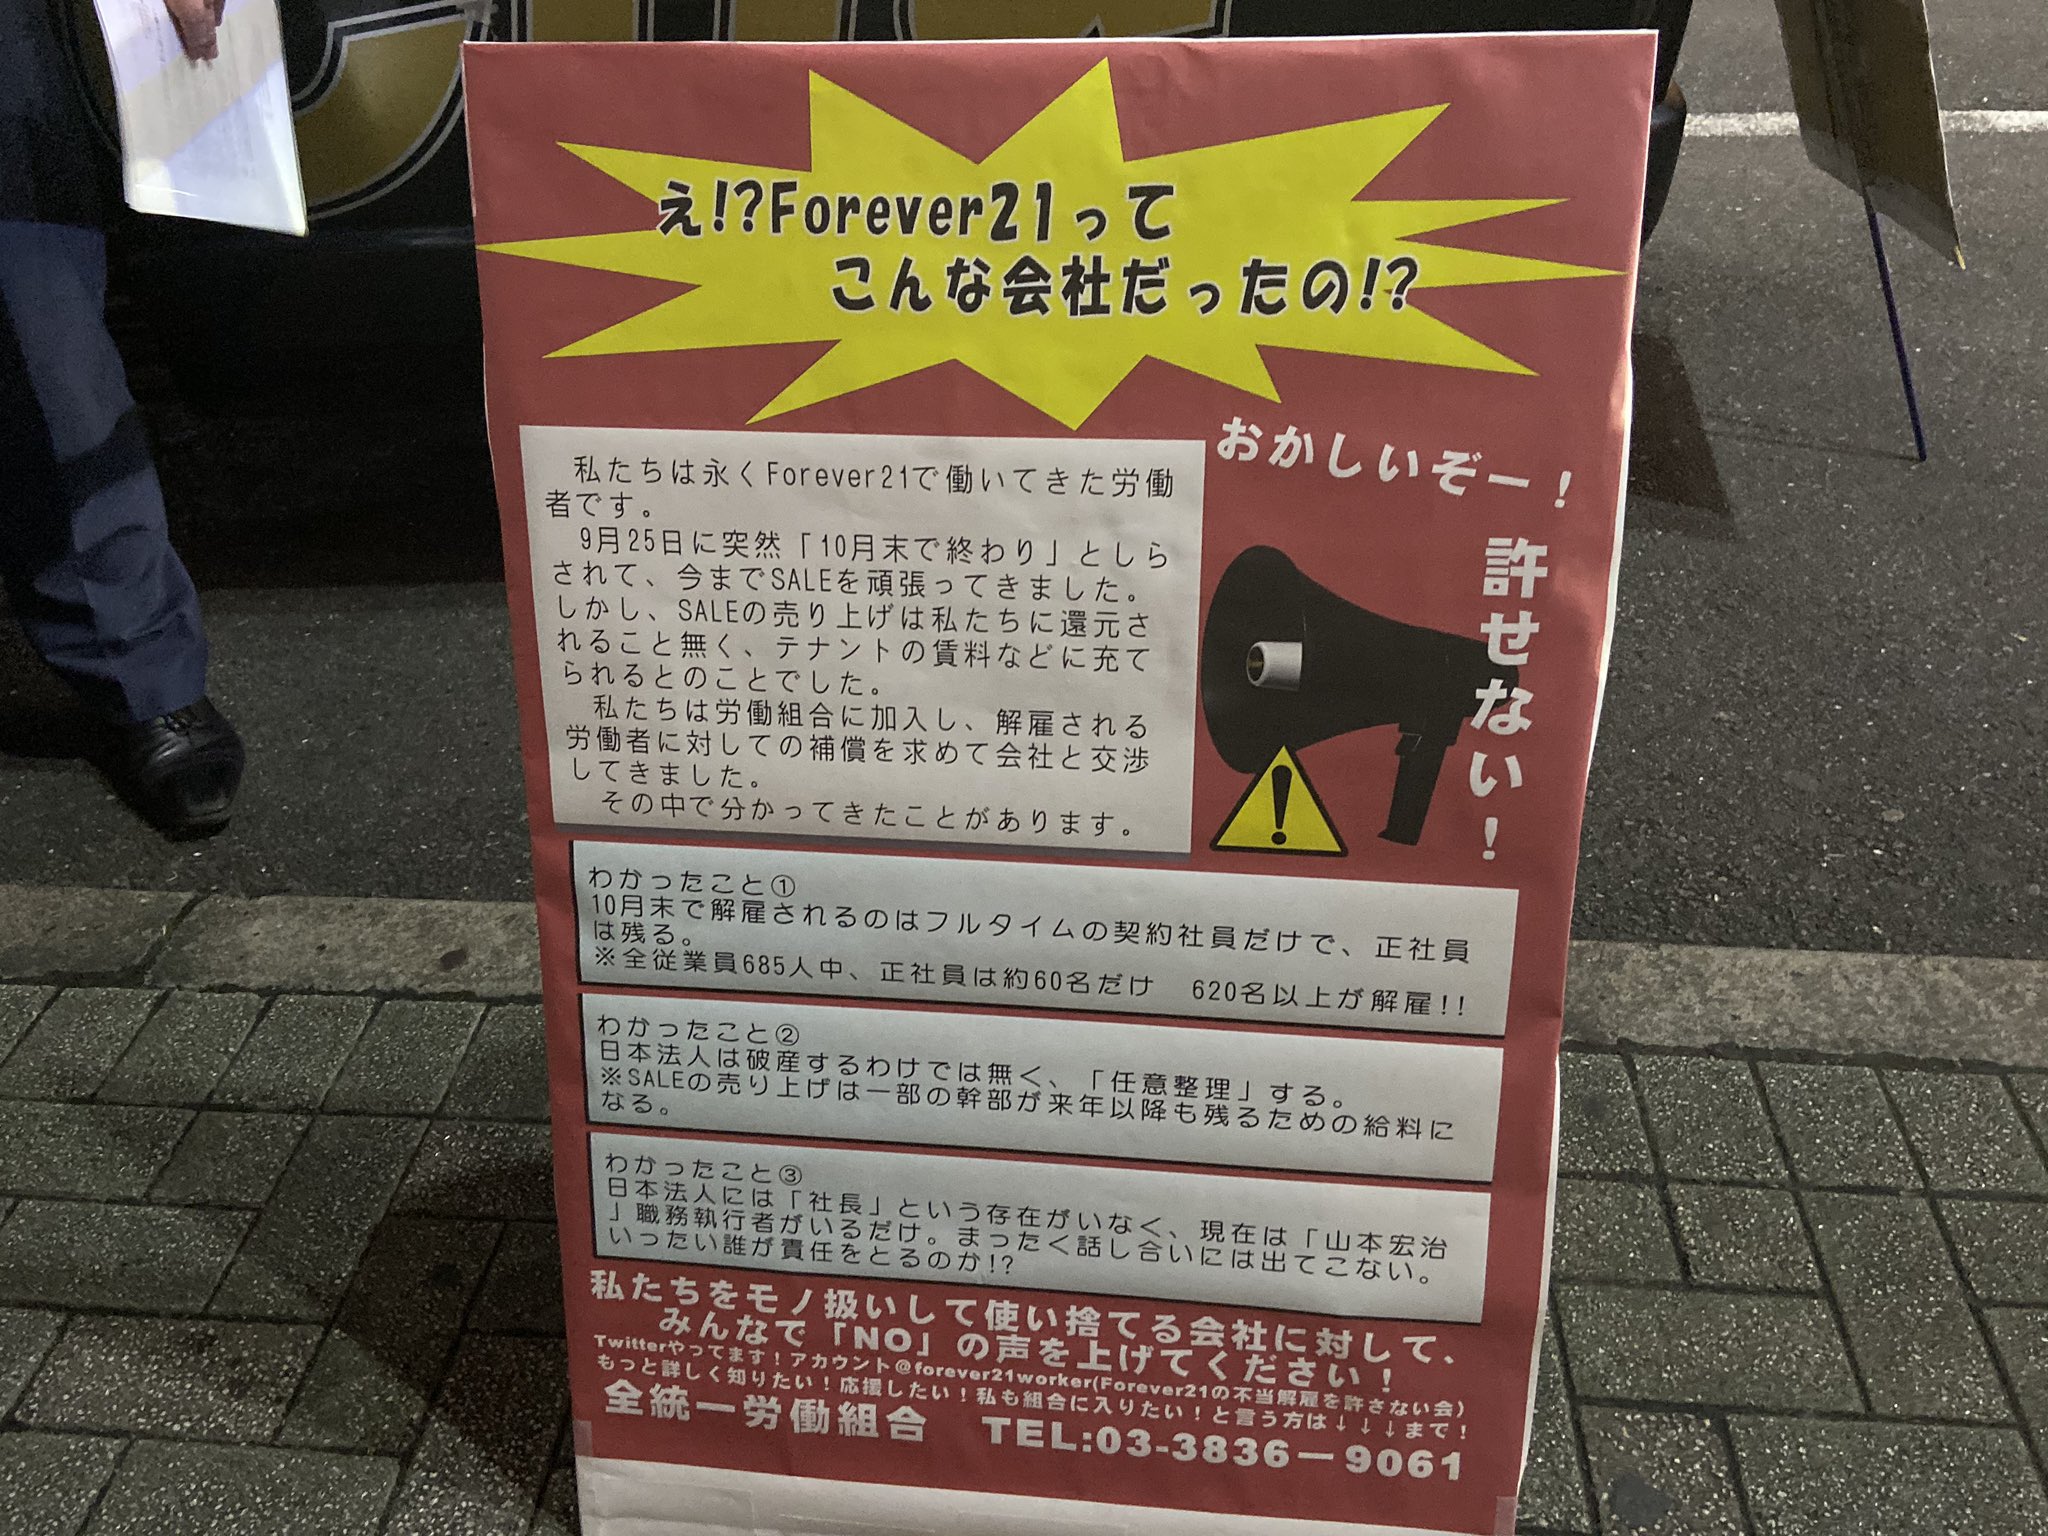 え!?Forever21って
こんな会社だったの!?
おかしいぞー！
許せない！
私たちは永くForever21で働いてきた労働
者です。
9月25日に突然「10月末で終わり」としら
されて、今までSALEを頑張ってきました。
しかし、SALEの売り上げは私たちに還元さ
れること無く、テナントの賃料などに充て
られるとのことでした。
私たちは労働組合に加入し、解雇される
労働者に対しての補償を求めて会社と交渉
してきました。
その中で分かってきたことがあります。
わかったこと①
10月末で解雇されるのはフルタイムの契約社員だけで、正社員
は残る。
※全従業員685人中、正社員は約60名だけ　620名以上が解雇!!
わかったこと②
日本法人は破産するわけでは無く、「任意整理」する。
※SALEの売り上げは一部の幹部が来年以降も残るための給料に
なる。
わかったこと③
日本法人には「社長」という存在がいなく、現在は「山本宏治
」職務執行者がいるだけ。まったく話し合いには出てこない。
いったい誰が責任をとるのか!?
私たちをモノ扱いして使い捨てる会社に対して、
みんなで「NO」の声を上げてください！
Twitterやってます！アカウント@forever21worker(Forever21の不当解雇を許さない会)
もっと詳しく知りたい！応援したい！私も組合に入りたい！と言う方は↓↓↓まで！
全統一労働組合　TEL:03-3836-9061